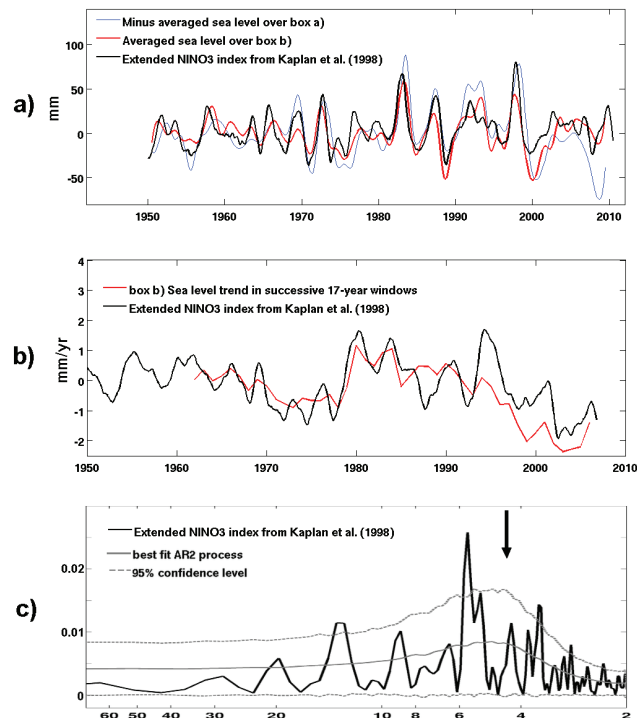 Minus averaged sea level over box a)
Averaged sea level over box b)
Extended NINO3 index from Kaplan et al. (1998)
a)
mm
100
50
0
-50
1950 1960 1970 1980 1990 2000 2010
box b) Sea level trend in successive 17-year windows
Extended NINO3 index from Kaplan et al. (1998)
b)
mm/yr
4
3
2
1
0
-1
-2
1950 1960 1970 1980 1990 2000 2010
Extended NINO3 index from Kaplan et al. (1998)
best fit AR2 process
95% confidence level
c)
0.02
0.01
0
60 50 40 30 20 10 8 6 4 2